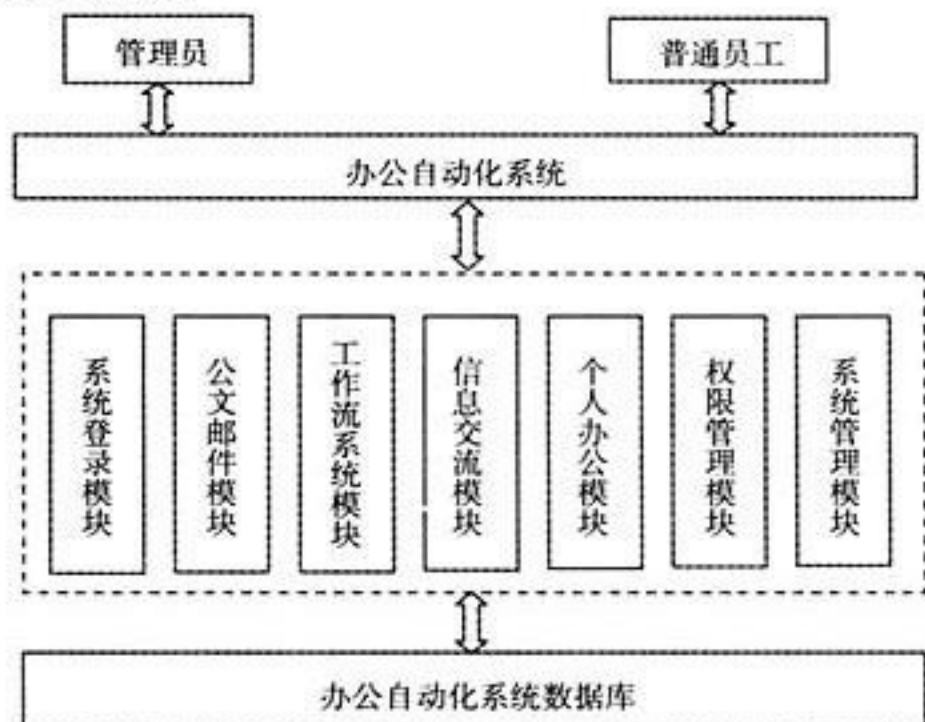 管理员
普通员工
办公自动化系统
系统登录模块
公文邮件模块
工作流系统模块
信息交流模块
个人办公模块
权限管理模块
系统管理模块
办公自动化系统数据库